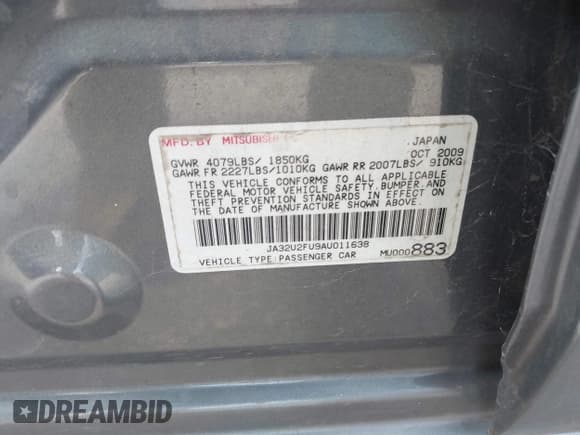 MFD. BY MITSUBISHI JAPAN
GVWR 4079LBS/ 1850KG OCT 2009
GAWR FR 2227LBS/1010KG GAWR RR 2007LBS/ 910KG
THIS VEHICLE CONFORMS TO ALL APPLICABLE
FEDERAL MOTOR VEHICLE SAFETY, BUMPER, AND
THEFT PREVENTION STANDARDS IN EFFECT ON
THE DATE OF MANUFACTURE SHOWN ABOVE.
JA32U2FU9AU011638
VEHICLE TYPE: PASSENGER CAR MU000883
DREAMBID